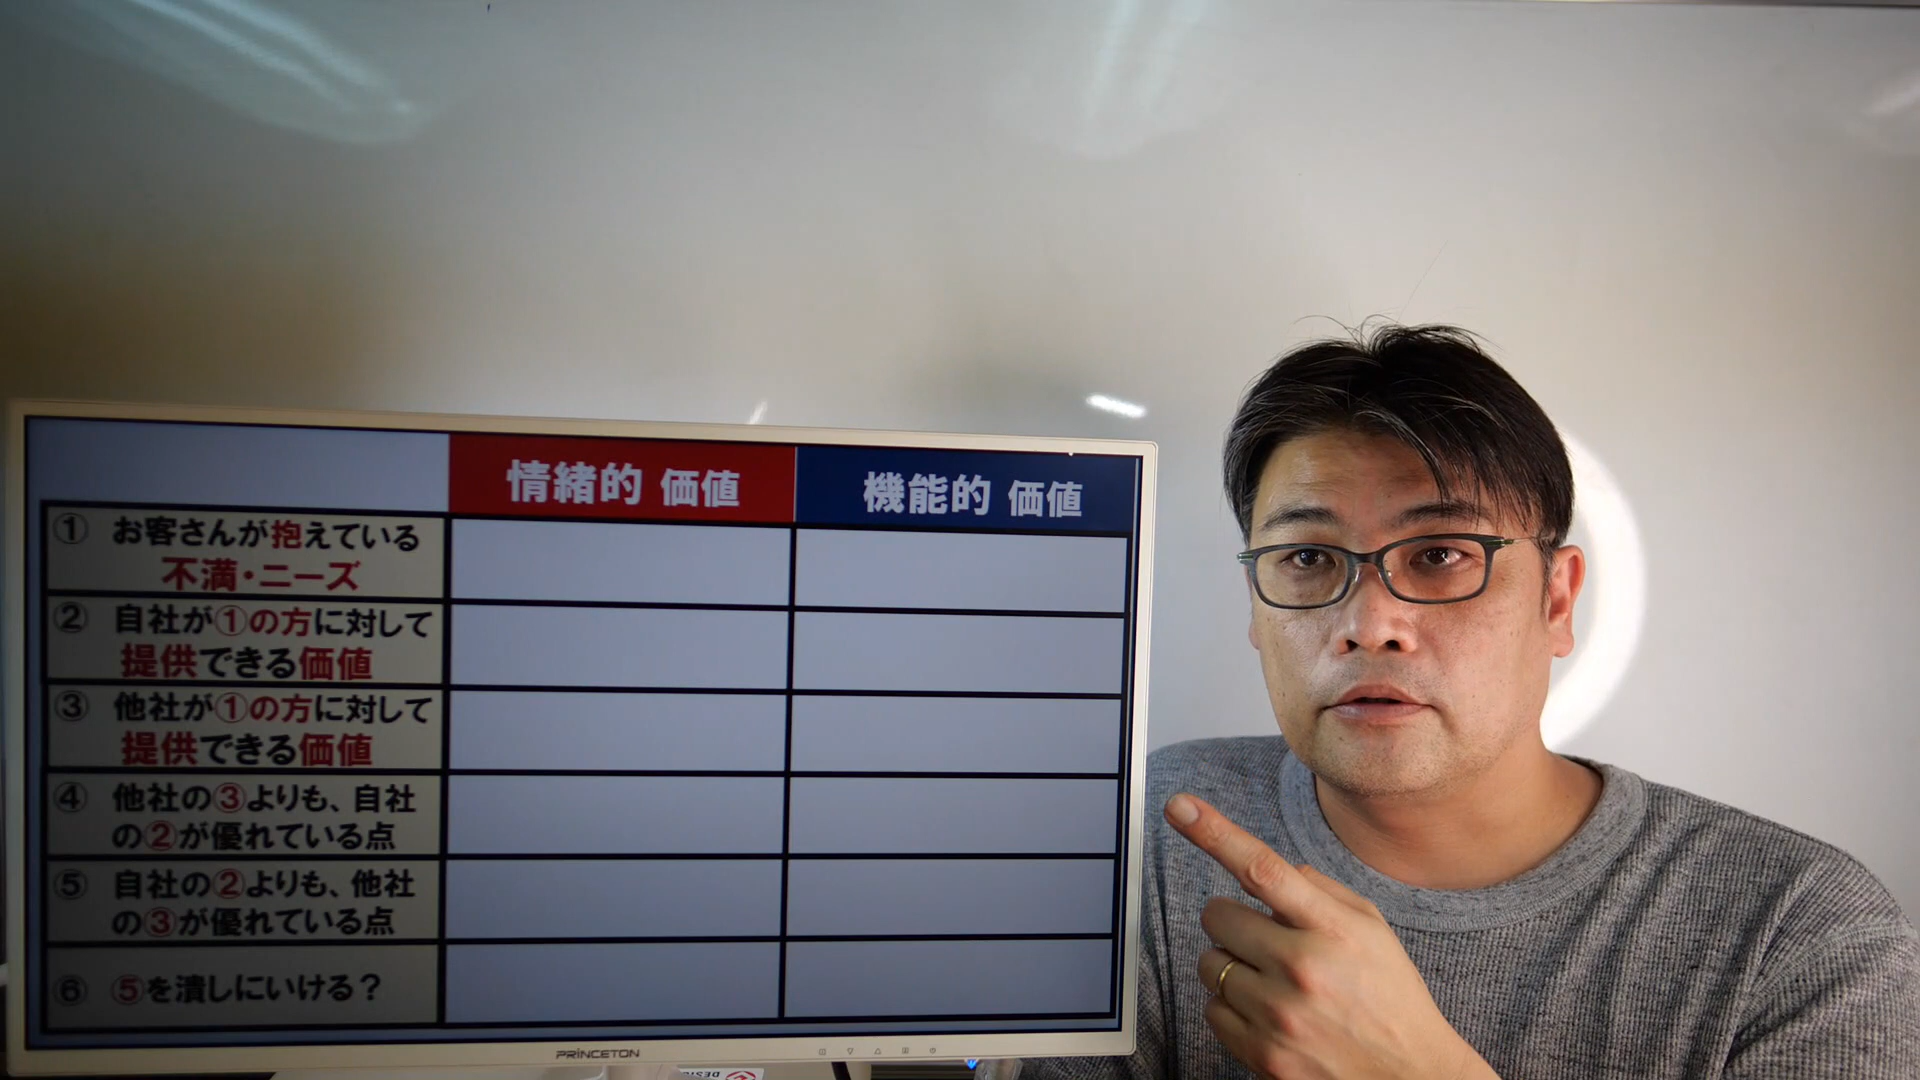 情緒的 価値
機能的 価値
① お客さんが抱えている
不満・ニーズ
② 自社が①の方に対して
提供できる価値
③ 他社が①の方に対して
提供できる価値
④ 他社の③よりも、自社
の②が優れている点
⑤ 自社の②よりも、他社
の③が優れている点
⑥ ⑤を潰しにいける？
PRINCETON